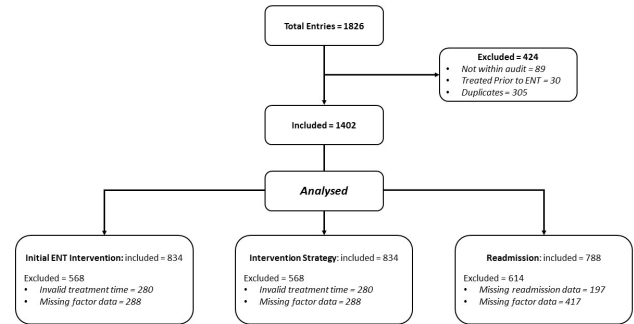 Total Entries = 1826
Excluded = 424
• Not within audit = 89
• Treated Prior to ENT = 30
• Duplicates = 305
Included = 1402
Analysed
Initial ENT Intervention: included = 834
Excluded = 568
• Invalid treatment time = 280
• Missing factor data = 288
Intervention Strategy: included = 834
Excluded = 568
• Invalid treatment time = 280
• Missing factor data = 288
Readmission: included = 788
Excluded = 614
• Missing readmission data = 197
• Missing factor data = 417